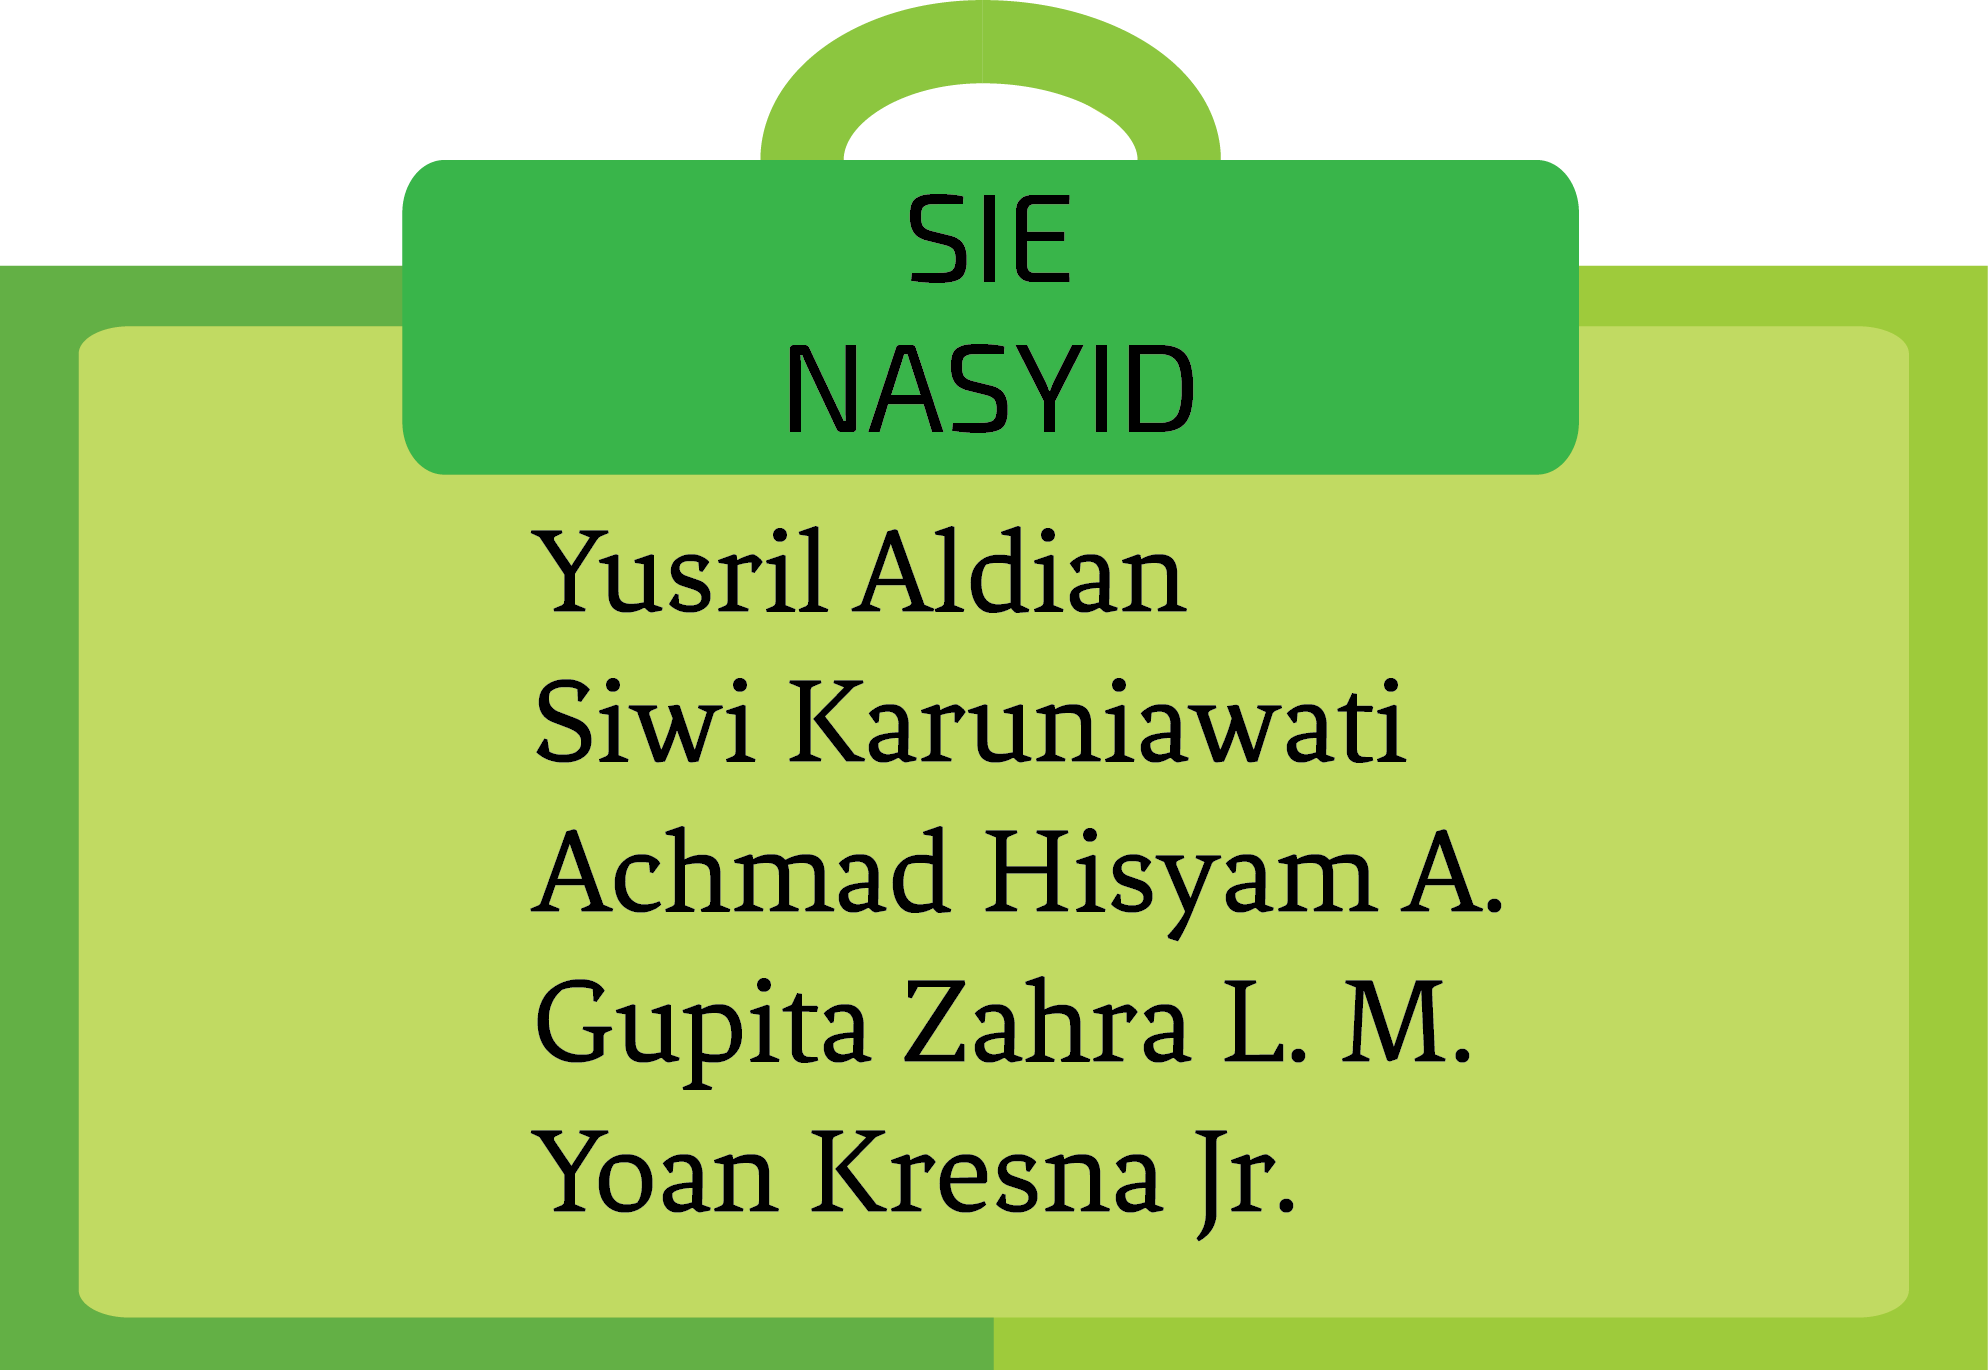 SIE
NASYID
Yusril Aldian
Siwi Karuniawati
Achmad Hisyam A.
Gupita Zahra L. M.
Yoan Kresna Jr.